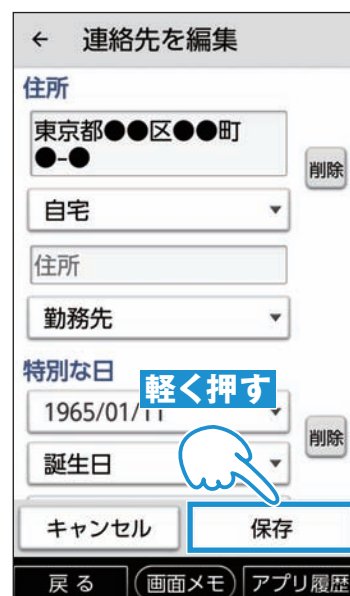 ← 連絡先を編集
住所
東京都●●区●●町
●-●
削除
自宅
住所
勤務先
特別な日
軽く押す
1965/01/11
削除
誕生日
キャンセル 保存
戻る 画面メモ アプリ履歴